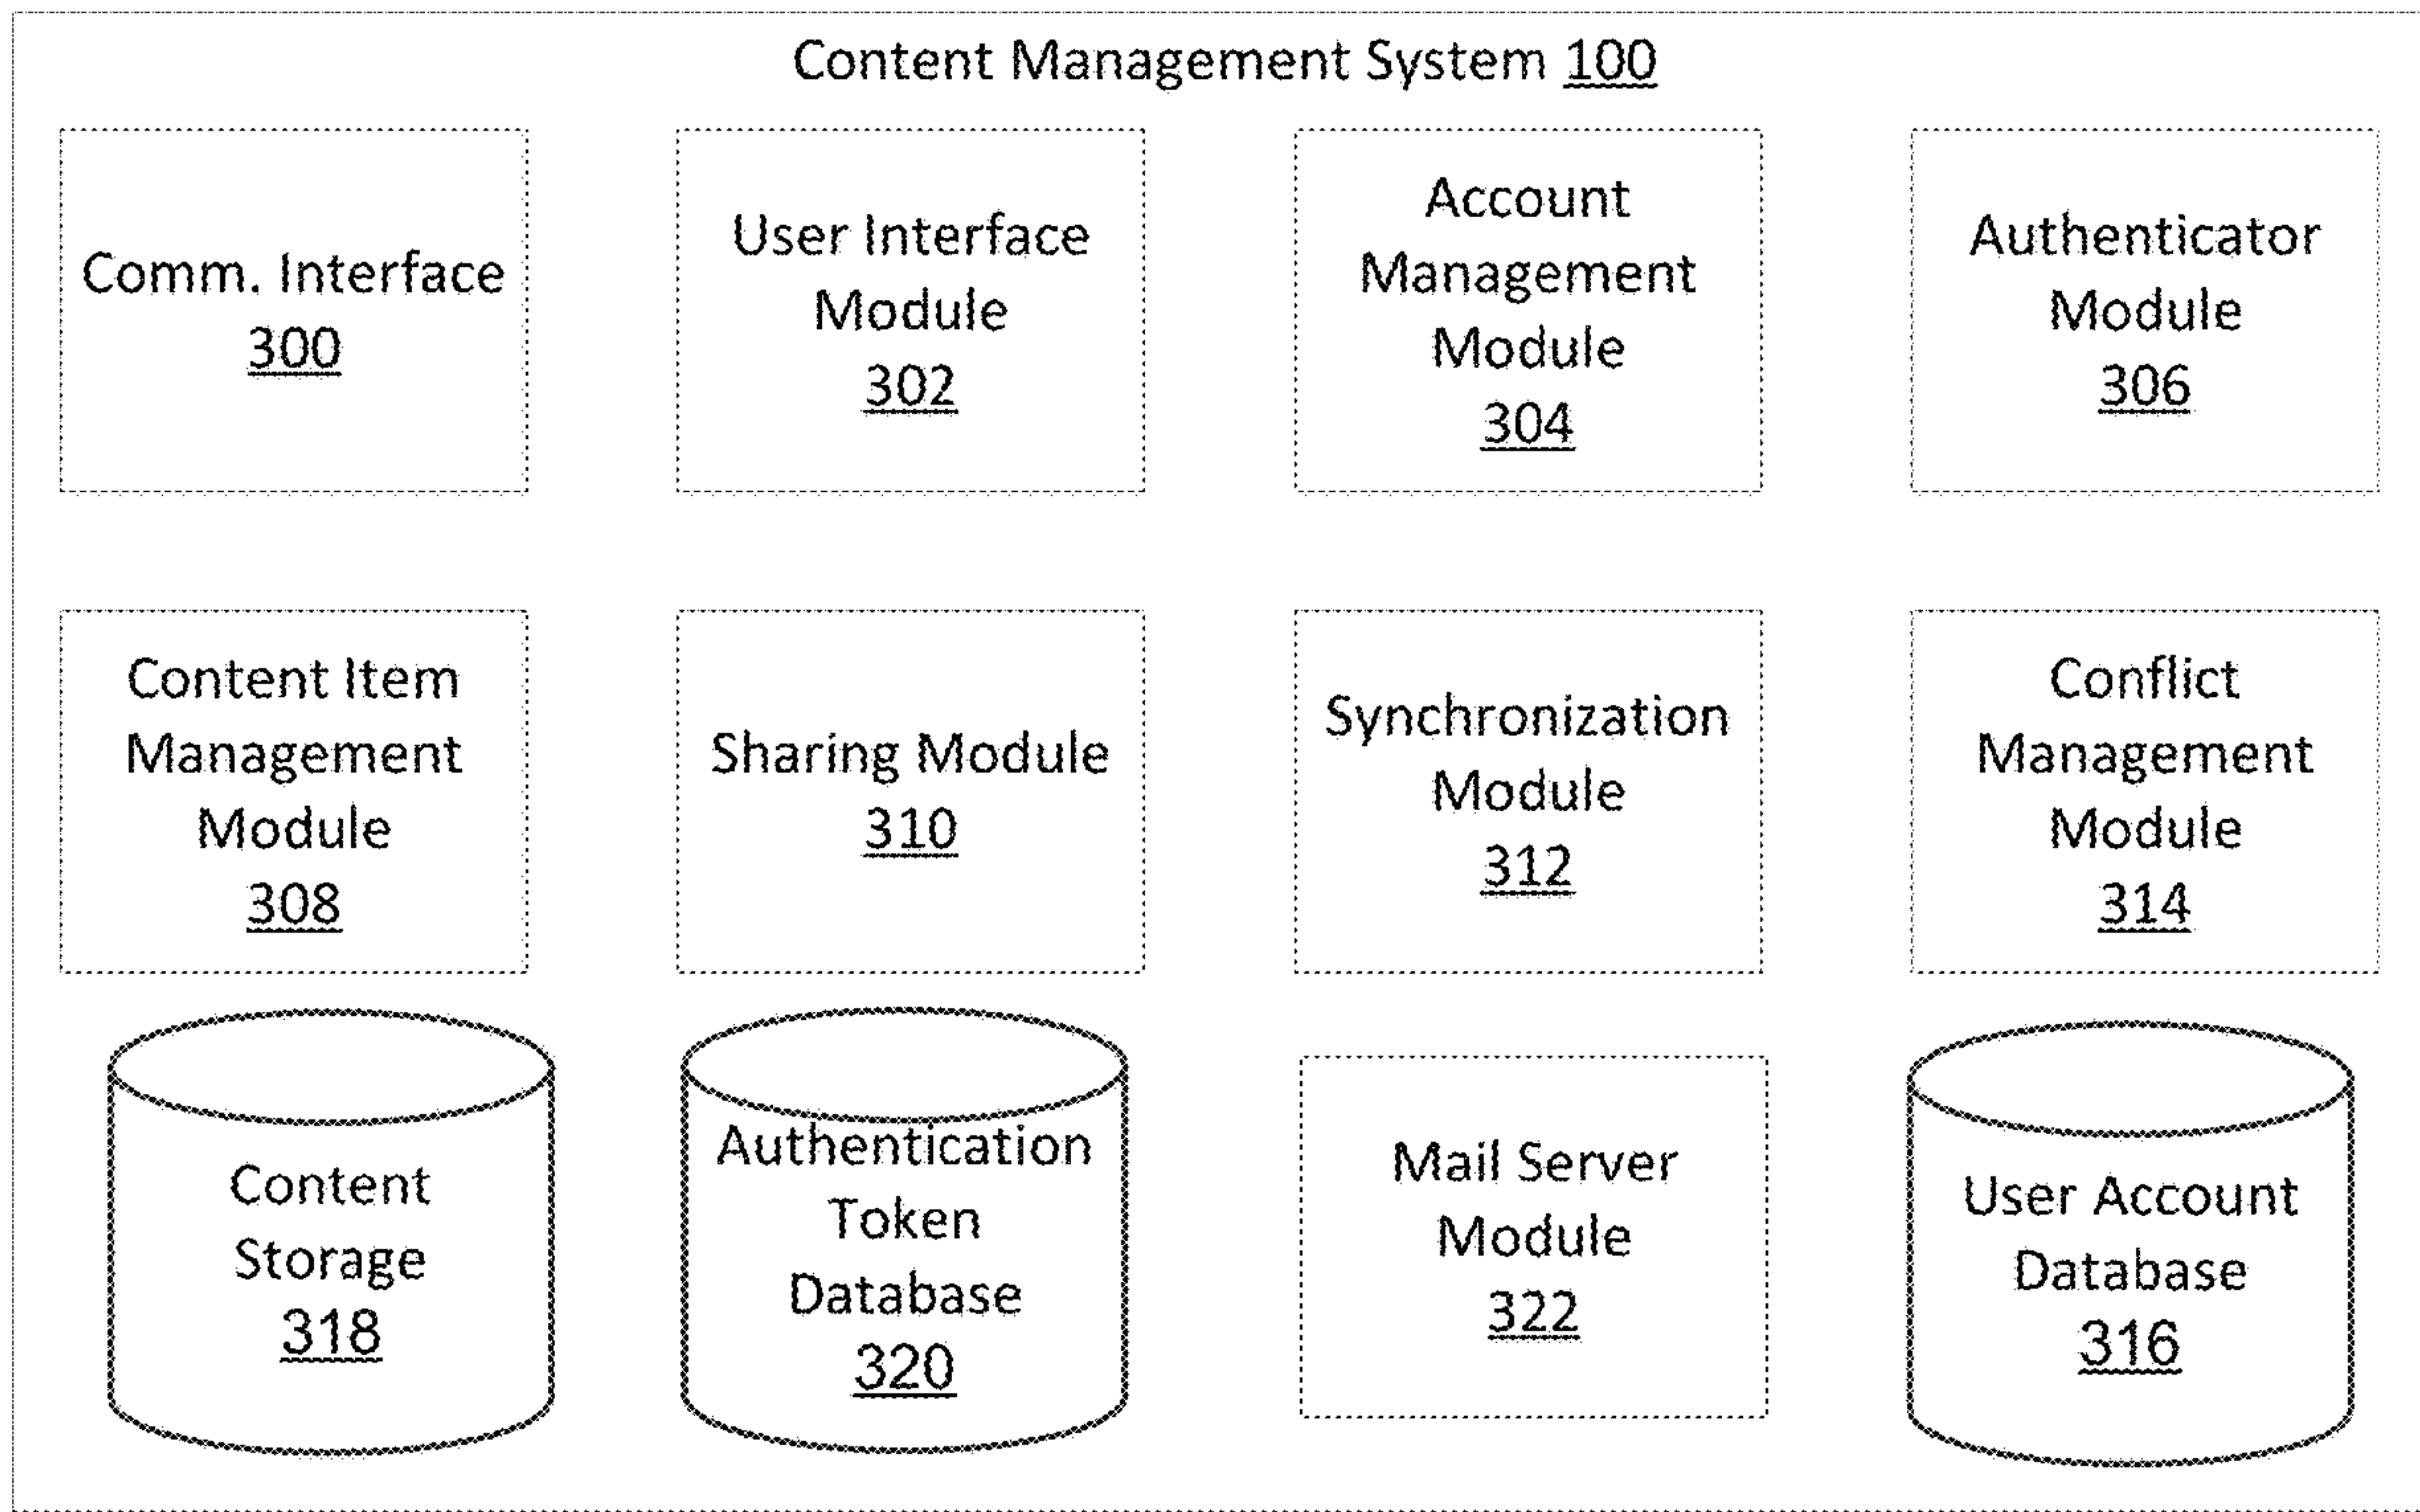 Content Management System 100
Comm. Interface
300
User Interface
Module
302
Account
Management
Module
304
Authenticator
Module
306
Content Item
Management
Module
308
Sharing Module
310
Synchronization
Module
312
Conflict
Management
Module
314
Content
Storage
318
Authentication
Token
Database
320
Mail Server
Module
322
User Account
Database
316